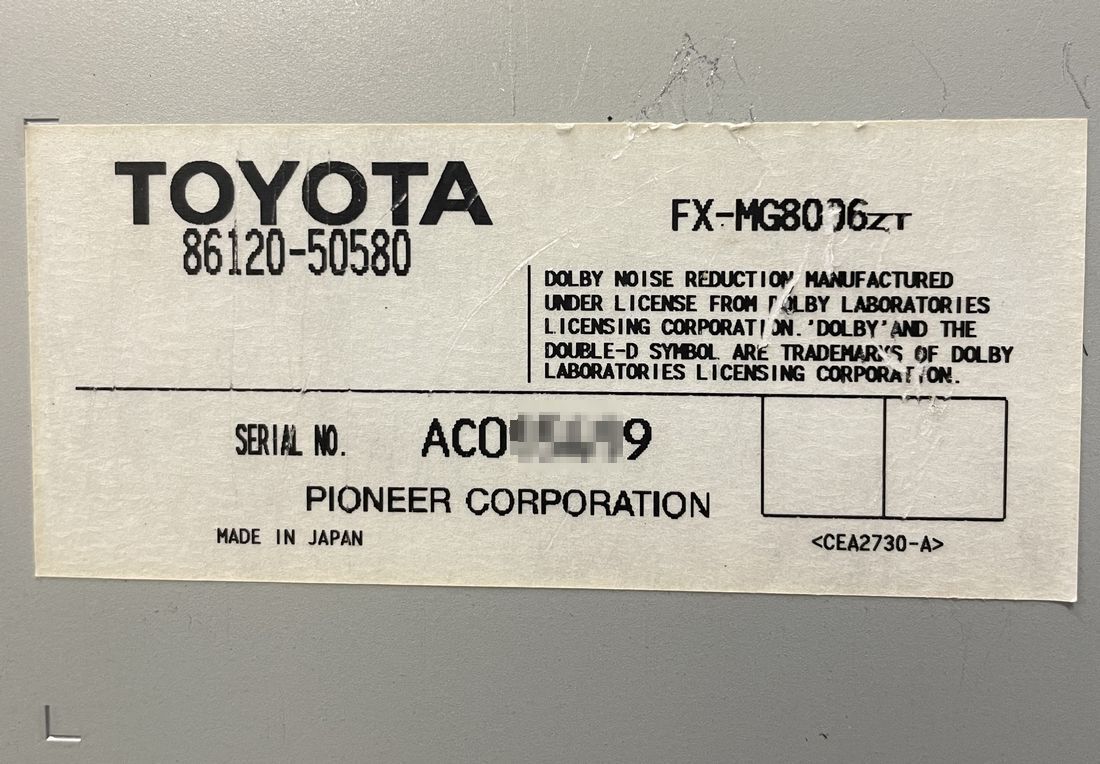 TOYOTA
86120-50580
FX-MG8006ZT
DOLBY NOISE REDUCTION MANUFACTURED
UNDER LICENSE FROM DOLBY LABORATORIES
LICENSING CORPORATION.'DOLBY'AND THE
DOUBLE-D SYMBOL ARE TRADEMARKS OF DOLBY
LABORATORIES LICENSING CORPORATION.
SERIAL NO.
PIONEER CORPORATION
MADE IN JAPAN
<CEA2730-A>